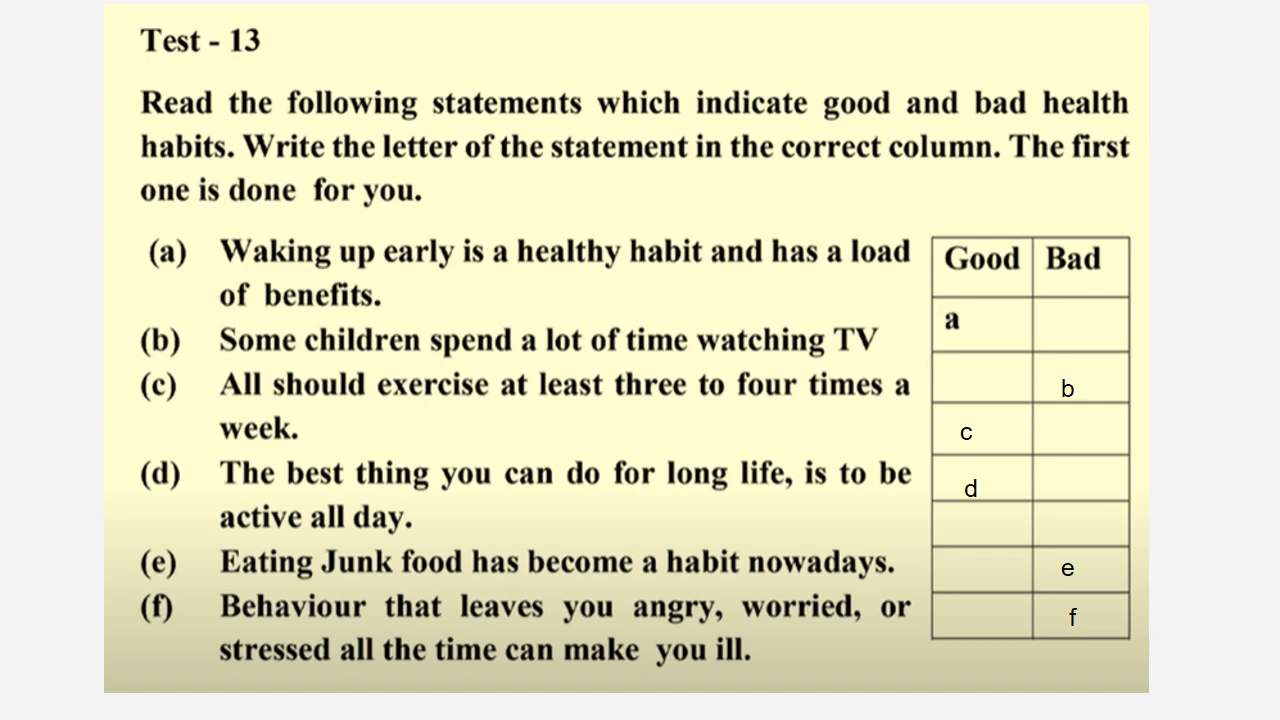 Test - 13
Read the following statements which indicate good and bad health
habits. Write the letter of the statement in the correct column. The first
one is done for you.
(a) Waking up early is a healthy habit and has a load
of benefits.
(b) Some children spend a lot of time watching TV
(c) All should exercise at least three to four times a
week.
(d) The best thing you can do for long life, is to be
active all day.
(e) Eating Junk food has become a habit nowadays.
(f) Behaviour that leaves you angry, worried, or
stressed all the time can make you ill.
Good Bad
a
b
c
d
e
f